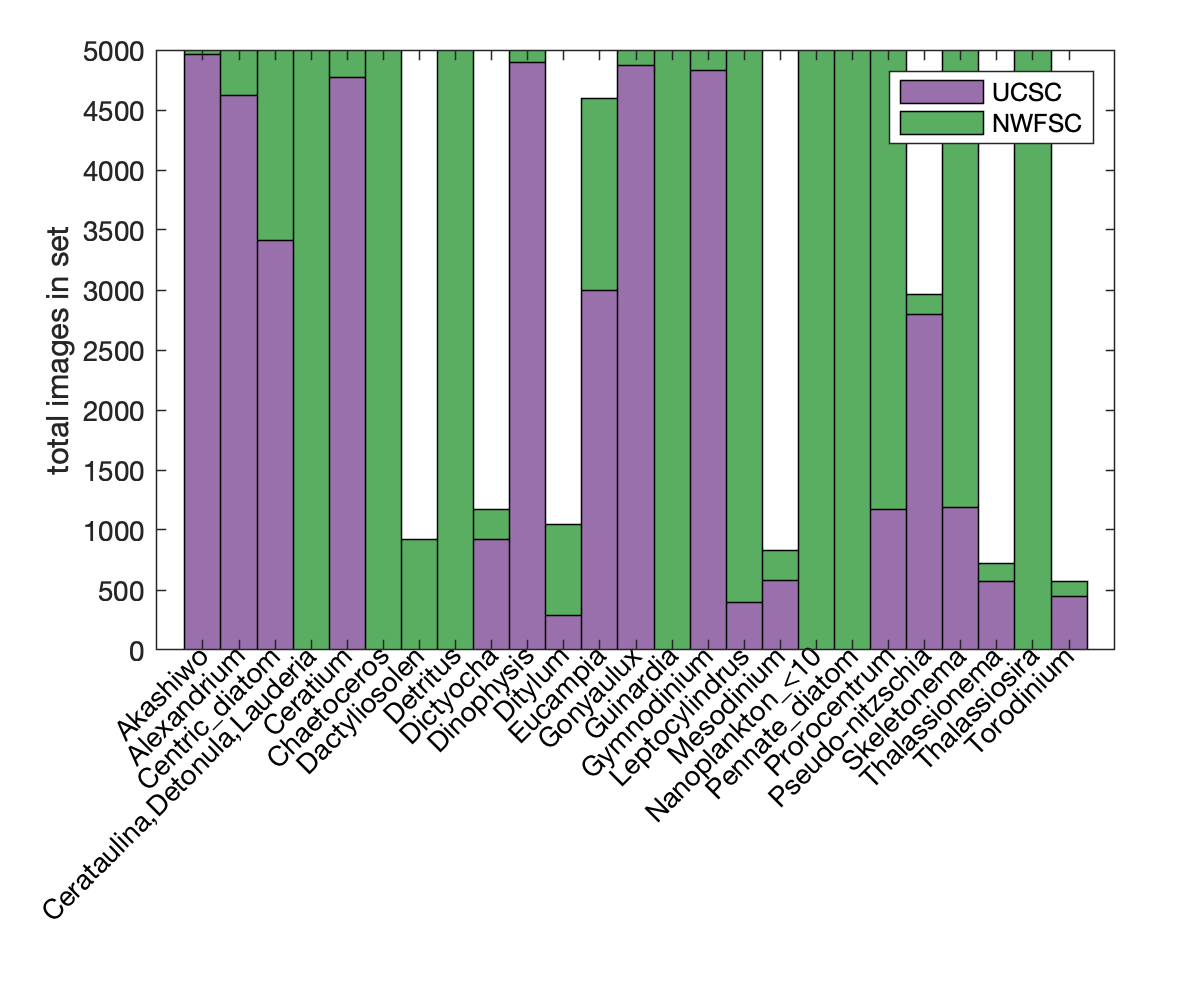 5000
4500
4000
3500
3000
2500
2000
1500
1000
500
0
total images in set
UCSC
NWFSC
Akashiwo
Alexandrium
Centric_diatom
Cerataulina,Detonula,Lauderia
Ceratium
Chaetoceros
Dactyliosolen
Detritus
Dictyocha
Dinophysis
Ditylum
Eucampia
Gonyaulux
Guinardia
Gymnodinium
Leptocylindrus
Mesodinium
Nanoplankton_<10
Pennate_diatom
Prorocentrum
Pseudo-nitzschia
Skeletonema
Thalassionema
Thalassiosira
Torodinium